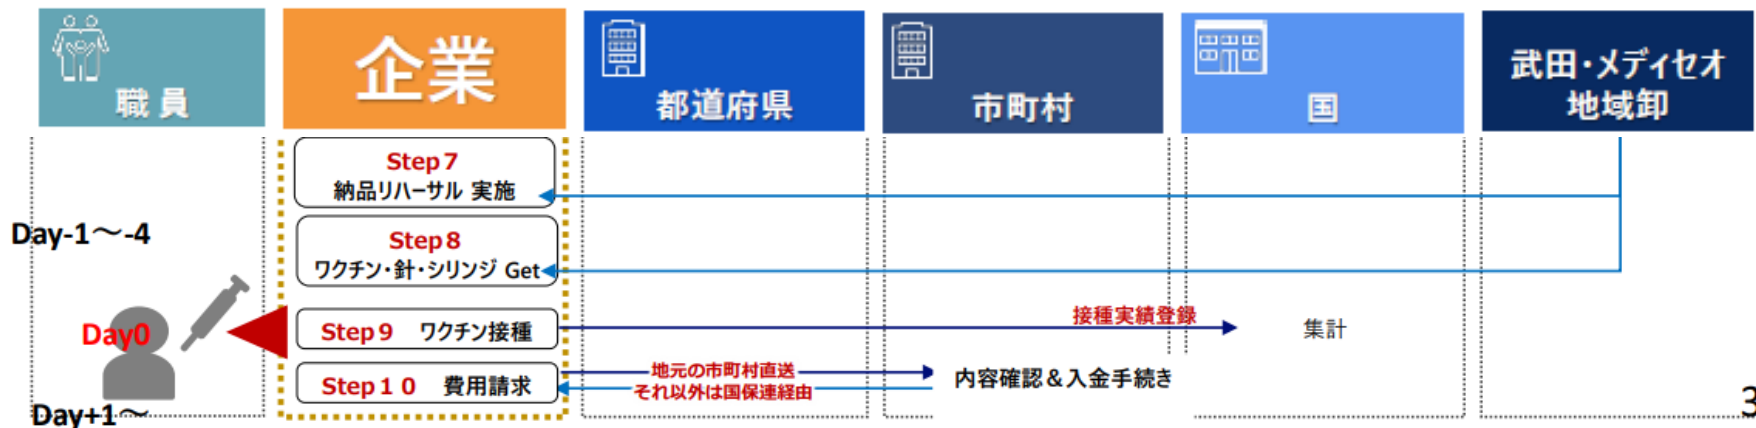 職 員
企業
都道府県
市町村
国
武田・メディセオ
地域卸
Step7
納品リハーサル 実施
Day-1～-4
Step8
ワクチン・針・シリンジ Get
Day0
Step9 ワクチン接種
接種実績登録
集計
Step10 費用請求
地元の市町村直送
それ以外は国保連経由
内容確認＆入金手続き
Day+1～
3